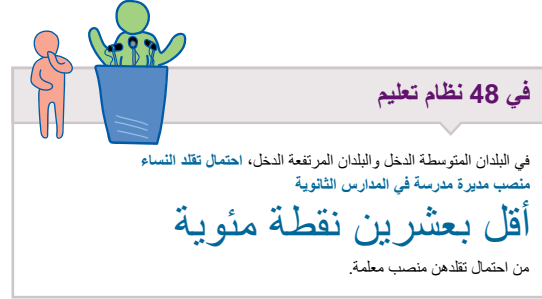 في 48 نظام تعليم
في البلدان المتوسطة الدخل والبلدان المرتفعة الدخل، احتمال تقلد النساء
منصب مديرة مدرسة في المدارس الثانوية
أقل بعشرين نقطة مئوية
من احتمال تقلدهن منصب معلمة.